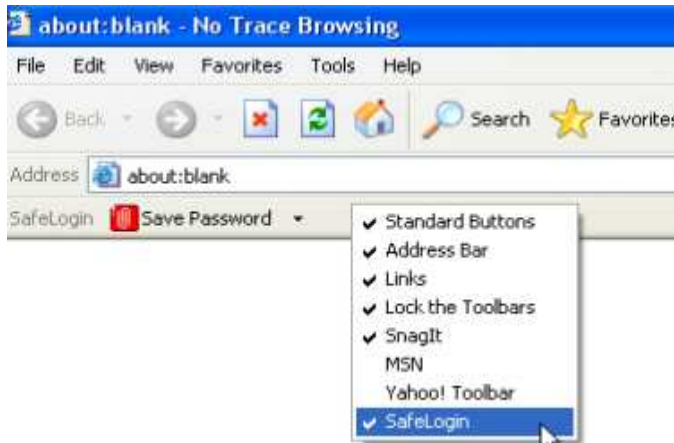 about:blank - No Trace Browsing
File Edit View Favorites Tools Help
Back Search Favorites
Address about:blank
SafeLogin Save Password
Standard Buttons
Address Bar
Links
Lock the Toolbars
SnagIt
MSN
Yahoo! Toolbar
SafeLogin